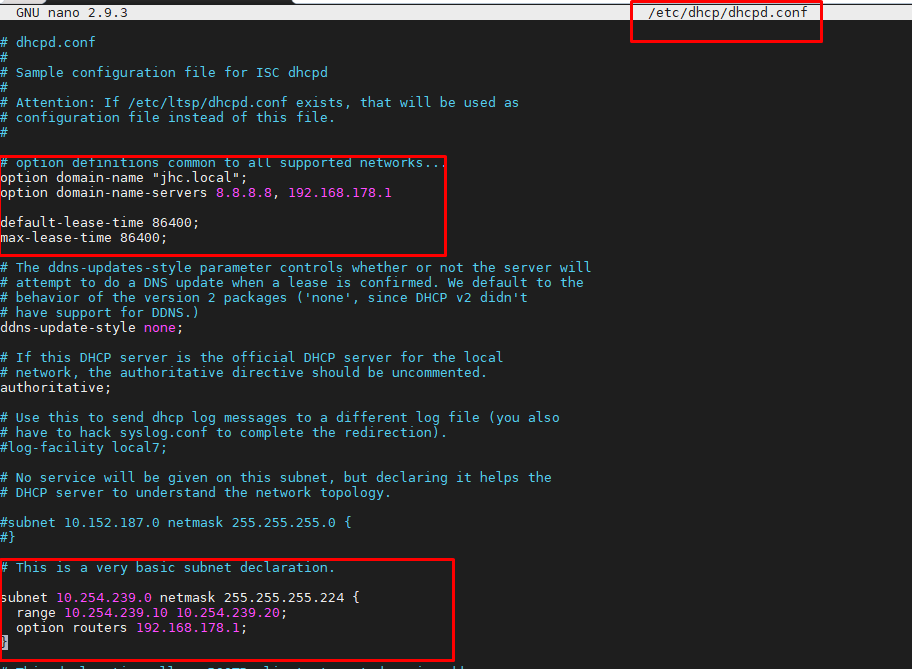 GNU nano 2.9.3 /etc/dhcp/dhcpd.conf
# dhcpd.conf
#
# Sample configuration file for ISC dhcpd
#
# Attention: If /etc/ltsp/dhcpd.conf exists, that will be used as
# configuration file instead of this file.
#
# option definitions common to all supported networks...
option domain-name "jhc.local";
option domain-name-servers 8.8.8.8, 192.168.178.1
default-lease-time 86400;
max-lease-time 86400;
# The ddns-updates-style parameter controls whether or not the server will
# attempt to do a DNS update when a lease is confirmed. We default to the
# behavior of the version 2 packages ('none', since DHCP v2 didn't
# have support for DDNS.)
ddns-update-style none;
# If this DHCP server is the official DHCP server for the local
# network, the authoritative directive should be uncommented.
authoritative;
# Use this to send dhcp log messages to a different log file (you also
# have to hack syslog.conf to complete the redirection).
#log-facility local7;
# No service will be given on this subnet, but declaring it helps the
# DHCP server to understand the network topology.
#subnet 10.152.187.0 netmask 255.255.255.0 {
#}
# This is a very basic subnet declaration.
subnet 10.254.239.0 netmask 255.255.255.224 {
range 10.254.239.10 10.254.239.20;
option routers 192.168.178.1;
}